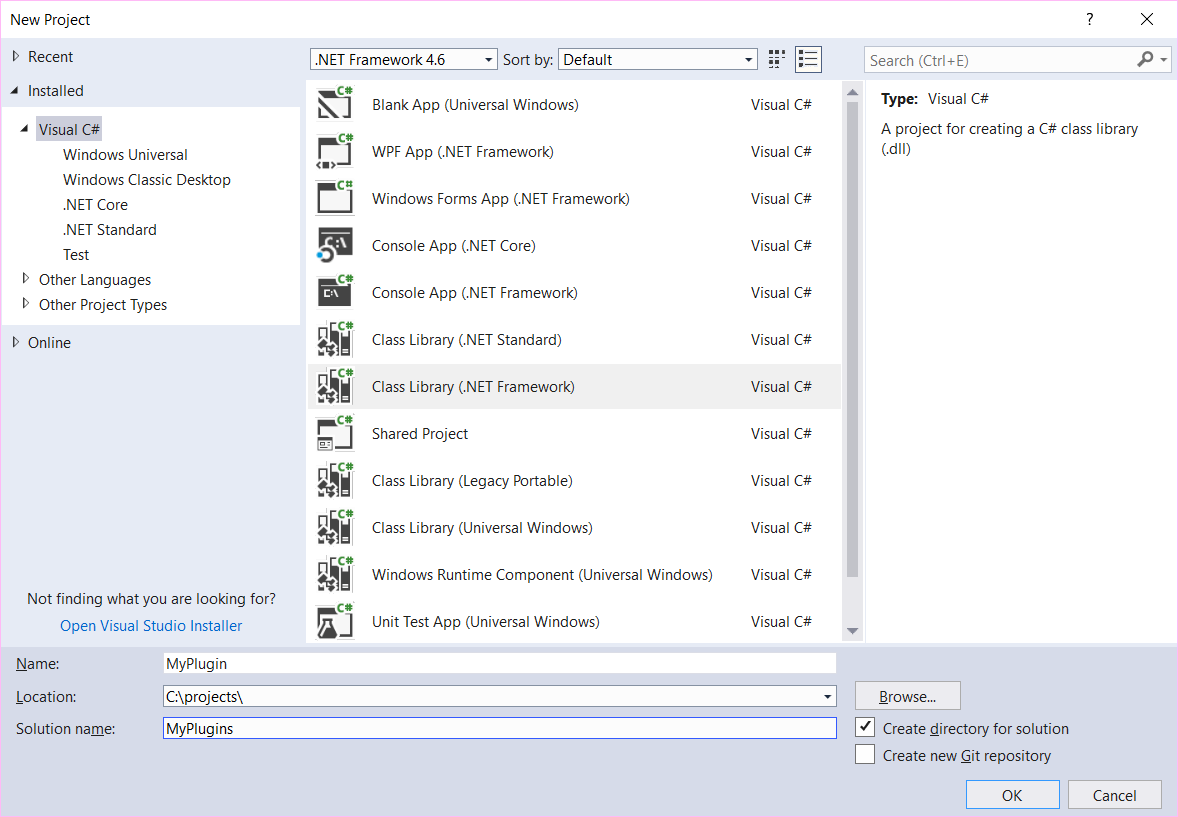 New Project
?
Recent
.NET Framework 4.6
Sort by:
Default
Search (Ctrl+E)
Installed
Visual C#
Windows Universal
Windows Classic Desktop
.NET Core
.NET Standard
Test
Other Languages
Other Project Types
Online
Not finding what you are looking for?
Open Visual Studio Installer
C# Blank App (Universal Windows) Visual C#
C# WPF App (.NET Framework) Visual C#
C# Windows Forms App (.NET Framework) Visual C#
C:\ Console App (.NET Core) Visual C#
C# C:\ Console App (.NET Framework) Visual C#
C# Class Library (.NET Standard) Visual C#
C# Class Library (.NET Framework) Visual C#
C# Shared Project Visual C#
C# Class Library (Legacy Portable) Visual C#
C# Class Library (Universal Windows) Visual C#
C# Windows Runtime Component (Universal Windows) Visual C#
C# Unit Test App (Universal Windows) Visual C#
Type: Visual C#
A project for creating a C# class library
(.dll)
Name: MyPlugin
Location: C:\projects\
Browse...
Solution name: MyPlugins
Create directory for solution
Create new Git repository
OK
Cancel